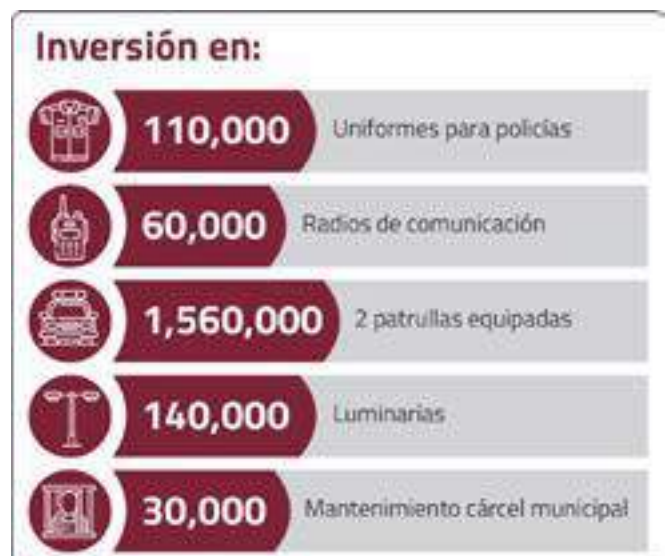 Inversión en:
110,000 Uniformes para policías
60,000 Radios de comunicación
1,560,000 2 patrullas equipadas
140,000 Luminarias
30,000 Mantenimiento cárcel municipal